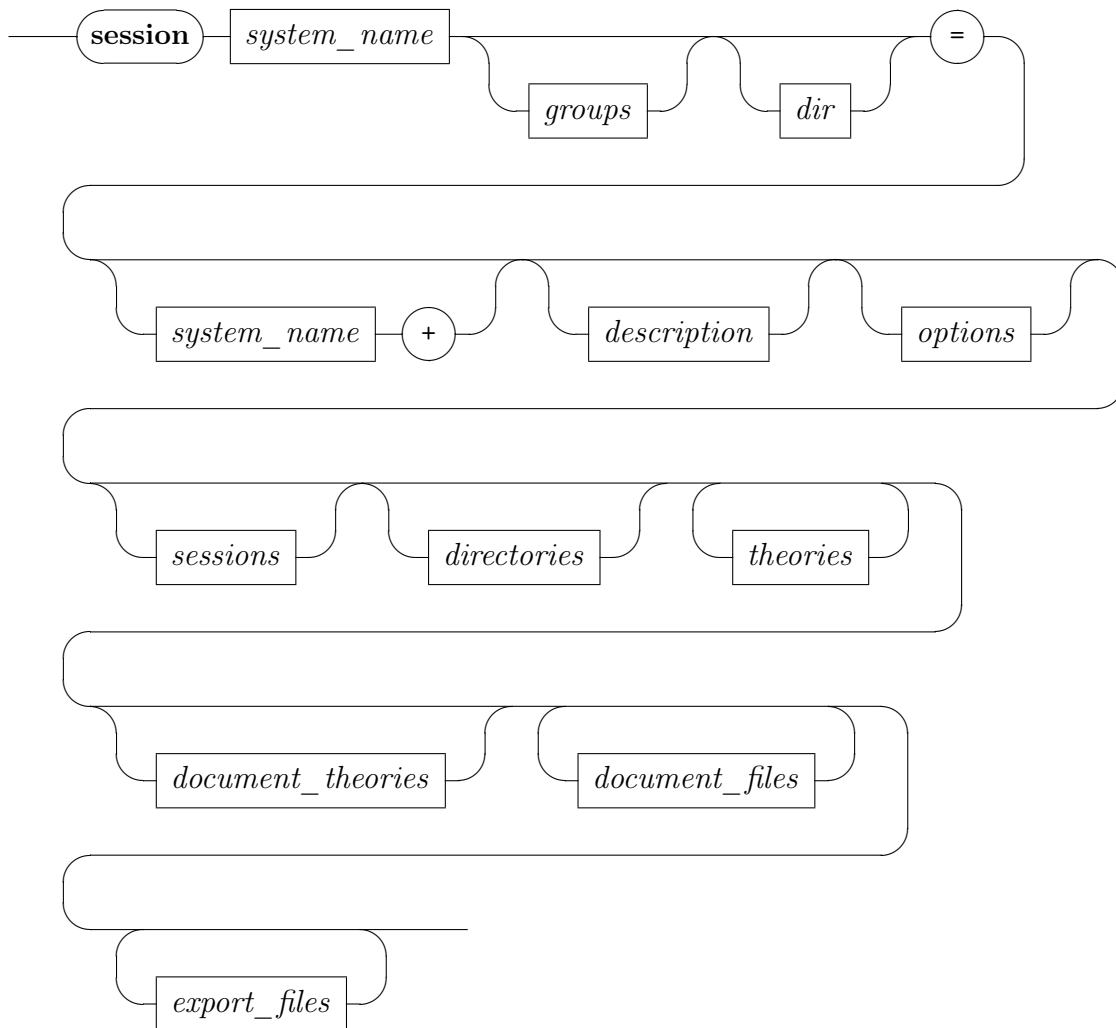 session system_name =
groups dir
system_name + description options
sessions directories theories
document_theories document_files
export_files